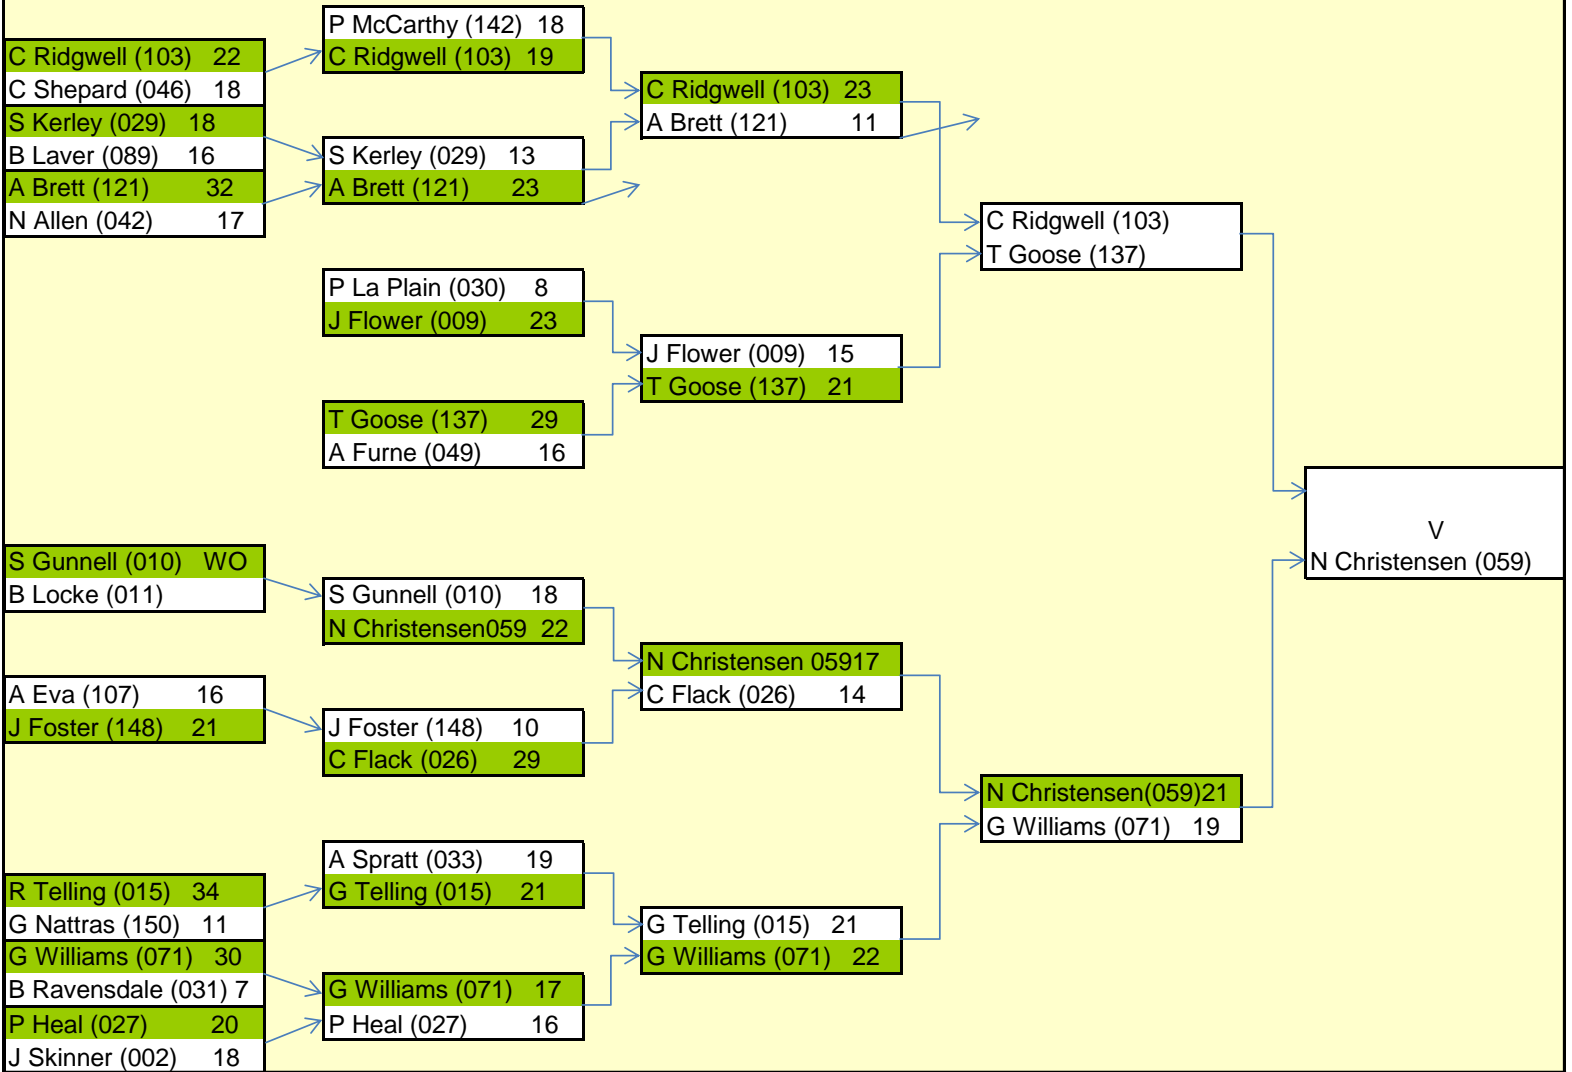 C Ridgwell (103) 22
C Shepard (046) 18
S Kerley (029) 18
B Laver (089) 16
A Brett (121) 32
N Allen (042) 17
S Gunnell (010) WO
B Locke (011)
A Eva (107) 16
J Foster (148) 21
R Telling (015) 34
G Nattras (150) 11
G Williams (071) 30
B Ravensdale (031) 7
P Heal (027) 20
J Skinner (002) 18
P McCarthy (142) 18
C Ridgwell (103) 19
S Kerley (029) 13
A Brett (121) 23
P La Plain (030) 8
J Flower (009) 23
T Goose (137) 29
A Furne (049) 16
S Gunnell (010) 18
N Christensen059 22
J Foster (148) 10
C Flack (026) 29
A Spratt (033) 19
G Telling (015) 21
G Williams (071) 17
P Heal (027) 16
C Ridgwell (103) 23
A Brett (121) 11
J Flower (009) 15
T Goose (137) 21
N Christensen 05917
C Flack (026) 14
G Telling (015) 21
G Williams (071) 22
C Ridgwell (103)
T Goose (137)
N Christensen(059)21
G Williams (071) 19
V
N Christensen (059)